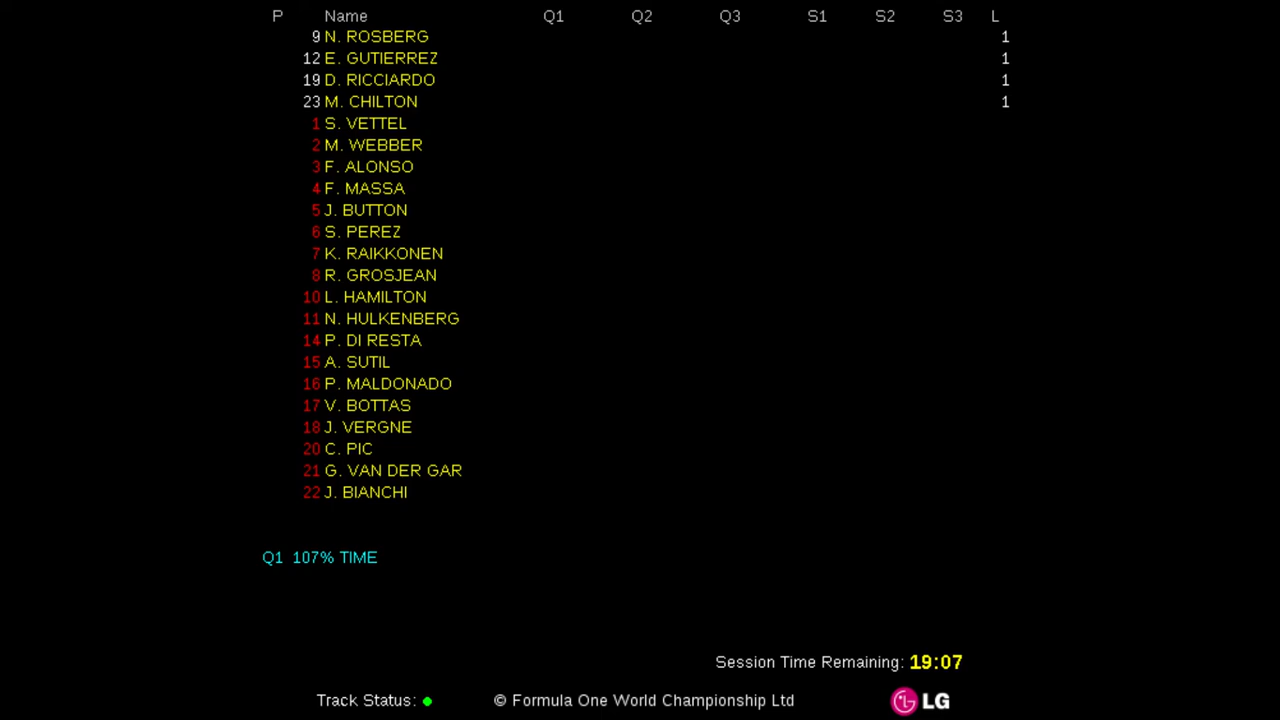 P Name Q1 Q2 Q3 S1 S2 S3 L
9 N. ROSBERG 1
12 E. GUTIERREZ 1
19 D. RICCIARDO 1
23 M. CHILTON 1
1 S. VETTEL
2 M. WEBBER
3 F. ALONSO
4 F. MASSA
5 J. BUTTON
6 S. PEREZ
7 K. RAIKKONEN
8 R. GROSJEAN
10 L. HAMILTON
11 N. HULKENBERG
14 P. DI RESTA
15 A. SUTIL
16 P. MALDONADO
17 V. BOTTAS
18 J. VERGNE
20 C. PIC
21 G. VAN DER GAR
22 J. BIANCHI
Q1 107% TIME
Session Time Remaining: 19:07
Track Status: © Formula One World Championship Ltd LG